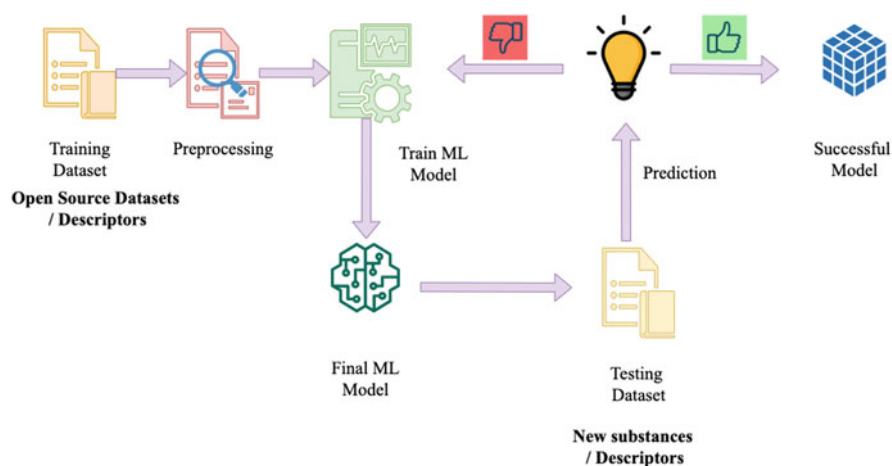 Training
Dataset
Open Source Datasets
/ Descriptors
Preprocessing
Train ML
Model
Prediction
Successful
Model
Final ML
Model
Testing
Dataset
New substances
/ Descriptors